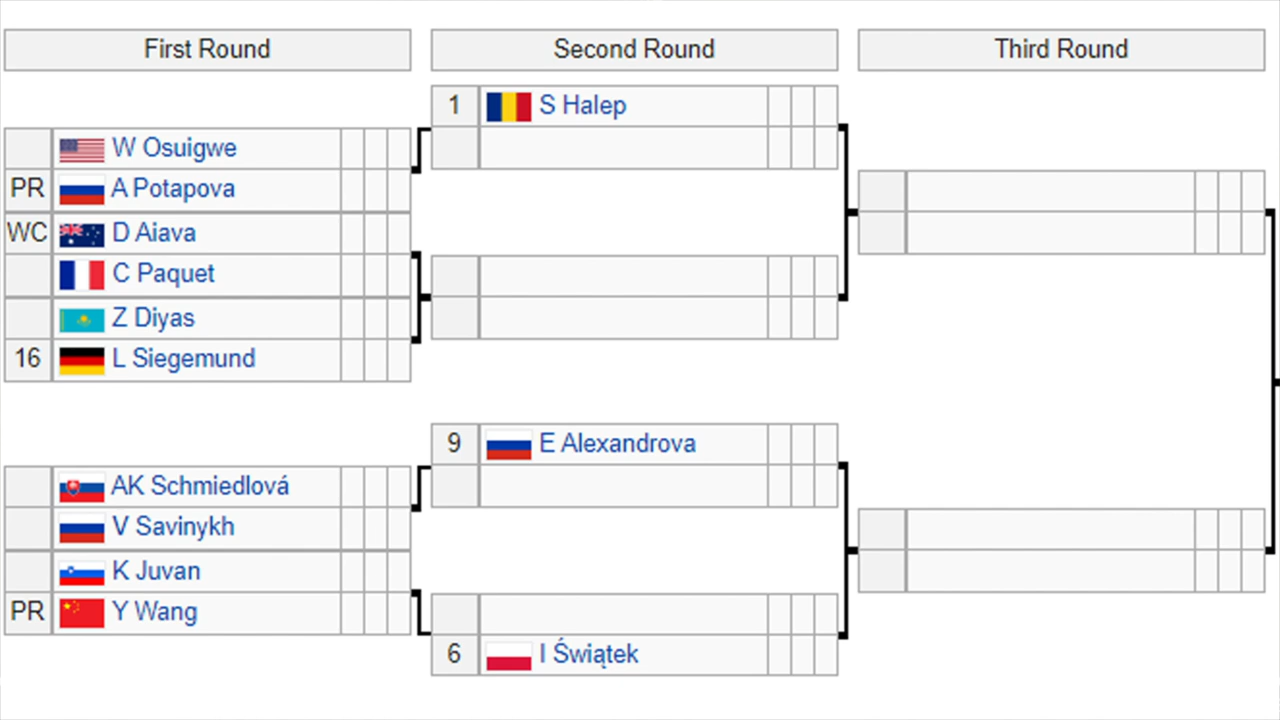 First Round
Second Round
Third Round
1 S Halep
W Osuigwe
PR A Potapova
WC D Aiava
C Paquet
Z Diyas
16 L Siegemund
9 E Alexandrova
AK Schmiedlová
V Savinykh
K Juvan
PR Y Wang
6 I Świątek